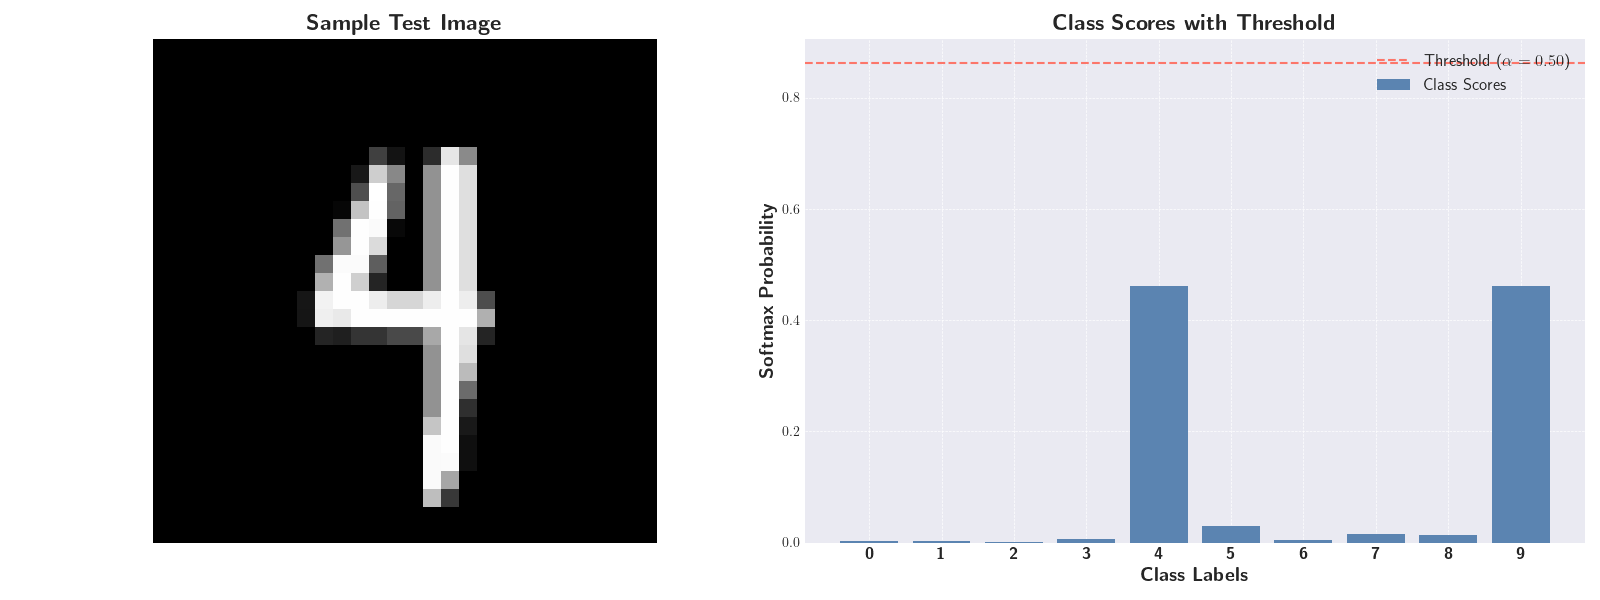 Sample Test Image
4
Class Scores with Threshold
Threshold (α = 0.50)
Class Scores
Softmax Probability
0.8
0.6
0.4
0.2
0.0
0 1 2 3 4 5 6 7 8 9
Class Labels